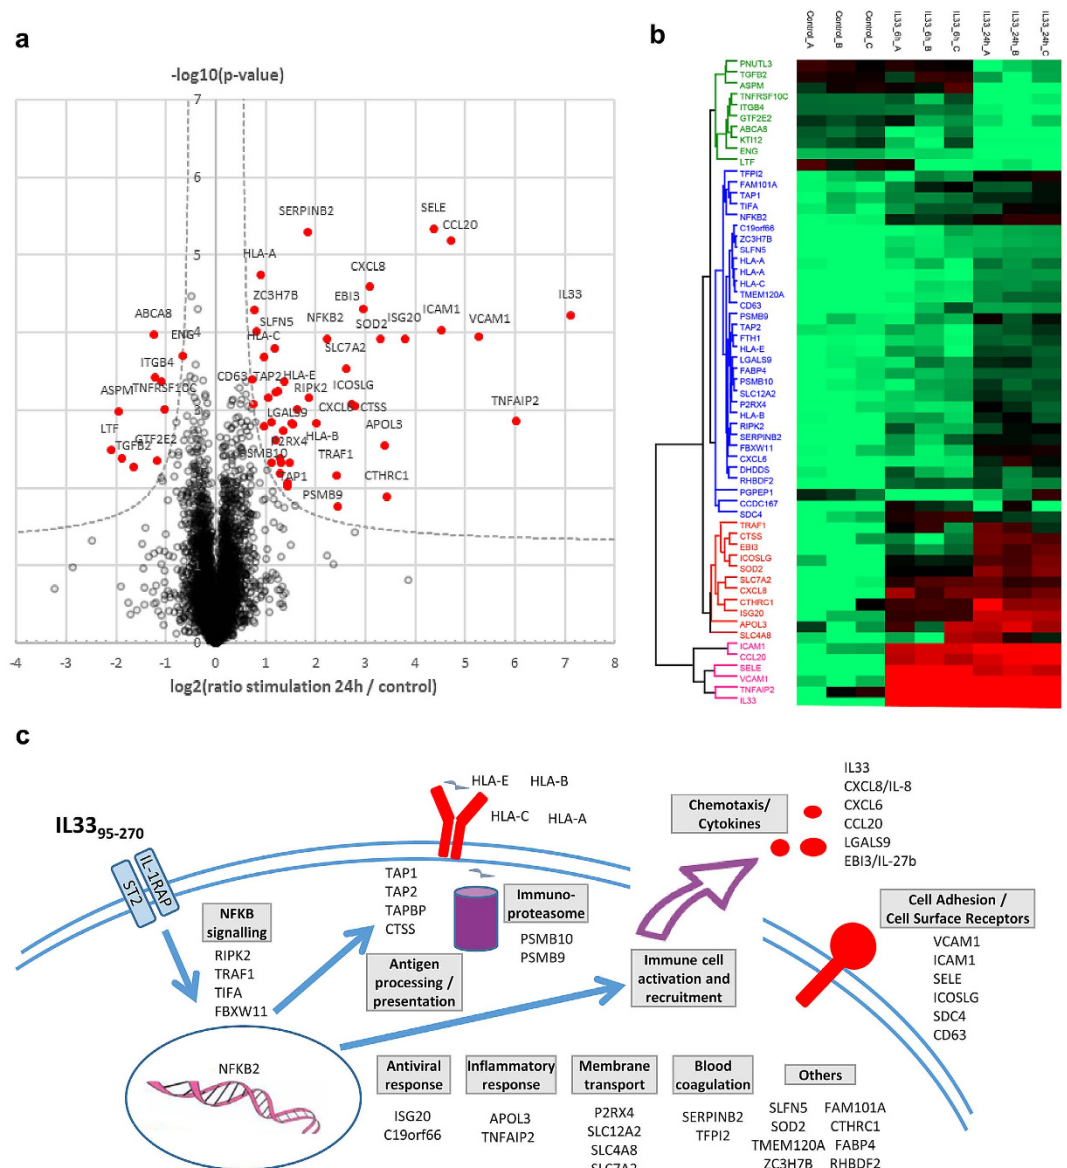 a
-log10(p-value)
7
6
5
4
3
2
1
0
-4
-3
-2
-1
0
1
2
3
4
5
6
7
8
log2(ratio stimulation 24h / control)
SERPINB2
SELE
CCL20
HLA-A
CXCL8
ZC3H7B
EBI3
IL33
ABCA8
ENG
SLFN5
NFKB2
SOD2
ISG20
ICAM1
VCAM1
HLA-C
SLC7A2
ITGB4
CD63
TAP2
HLA-E
ASPM
TNFRSF10C
RIPK2
ICOSLG
TNFAIP2
LGALS9
CXCL6
CTSS
LTF
APOL3
TGFB2
GTF2E2
P2RX4
HLA-B
PSMB10
TRAF1
TAP1
CTHRC1
PSMB9
b
Control_A
Control_B
Control_C
IL33_6h_A
IL33_6h_B
IL33_6h_C
IL33_24h_A
IL33_24h_B
IL33_24h_C
PNUTL3
TGFB2
ASPM
TNFRSF10C
ITGB4
GTF2E2
ABCA8
KTI12
ENG
LTF
TFPI2
FAM101A
TAP1
TIFA
NFKB2
C19orf66
ZC3H7B
SLFN5
HLA-A
HLA-A
HLA-C
TMEM120A
CD63
PSMB9
TAP2
FTH1
HLA-E
LGALS9
FABP4
PSMB10
SLC12A2
P2RX4
HLA-B
RIPK2
SERPINB2
FBXW11
CXCL6
DHDDS
RHBDF2
PGPEP1
CCDC167
SDC4
TRAF1
CTSS
EBI3
ICOSLG
SOD2
SLC7A2
CXCL8
CTHRC1
ISG20
APOL3
SLC4A8
ICAM1
CCL20
SELE
VCAM1
TNFAIP2
IL33
c
IL33 95-270
ST2
IL-1RAP
NFKB
signalling
RIPK2
TRAF1
TIFA
FBXW11
NFKB2
HLA-E HLA-B
HLA-C HLA-A
TAP1
TAP2
TAPBP
CTSS
Antigen
processing /
presentation
Immuno-
proteasome
PSMB10
PSMB9
Immune cell
activation and
recruitment
Chemotaxis/
Cytokines
IL33
CXCL8/IL-8
CXCL6
CCL20
LGALS9
EBI3/IL-27b
Cell Adhesion /
Cell Surface Receptors
VCAM1
ICAM1
SELE
ICOSLG
SDC4
CD63
Antiviral
response
ISG20
C19orf66
Inflammatory
response
APOL3
TNFAIP2
Membrane
transport
P2RX4
SLC12A2
SLC4A8
SLC7A2
Blood
coagulation
SERPINB2
TFPI2
Others
SLFN5 FAM101A
SOD2 CTHRC1
TMEM120A FABP4
ZC3H7B RHBDF2